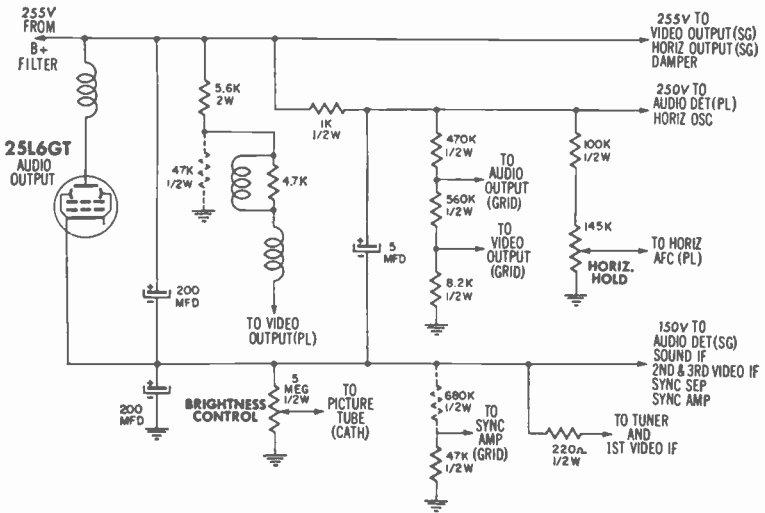 255V
FROM
B+
FILTER
255V TO
VIDEO OUTPUT (SG)
HORIZ OUTPUT (SG)
DAMPER
5.6K
2W
1K
1/2W
250V TO
AUDIO DET (PL)
HORIZ OSC
25L6GT
AUDIO
OUTPUT
47K
1/2W
4.7K
470K
1/2W
100K
1/2W
TO
AUDIO
OUTPUT
(GRID)
560K
1/2W
TO
VIDEO
OUTPUT
(GRID)
145K
TO HORIZ
AFC (PL)
HORIZ.
HOLD
+
5
MFD
8.2K
1/2W
+
200
MFD
TO VIDEO
OUTPUT (PL)
150V TO
AUDIO DET (SG)
SOUND IF
2ND & 3RD VIDEO IF
SYNC SEP
SYNC AMP
+
200
MFD
BRIGHTNESS
CONTROL
5
MEG
1/2W
TO
PICTURE
TUBE
(CATH)
680K
1/2W
TO
SYNC
AMP
(GRID)
47K
1/2W
220Ω
1/2W
TO TUNER
AND
1ST VIDEO IF